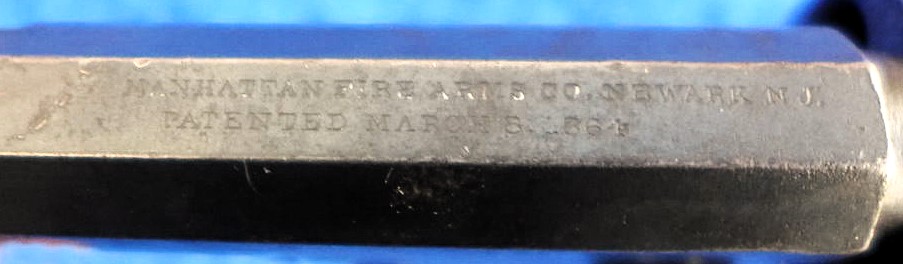 MANHATTAN FIRE ARMS CO. NEWARK N.J.
PATENTED MARCH 8. 1864